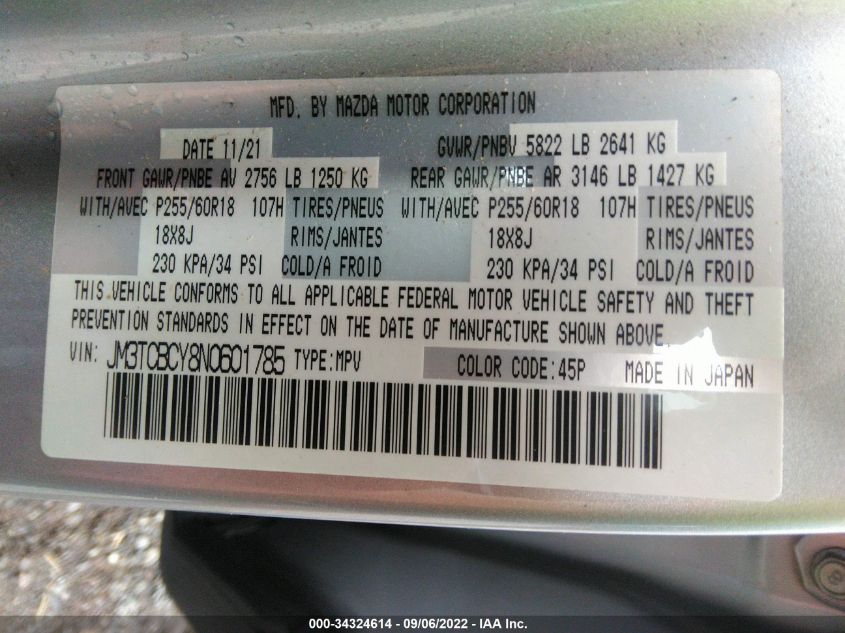 MFD. BY MAZDA MOTOR CORPORATION
DATE 11/21 GVWR/PNBV 5822 LB 2641 KG
FRONT GAWR/PNBE AV 2756 LB 1250 KG REAR GAWR/PNBE AR 3146 LB 1427 KG
WITH/AVEC P255/60R18 107H TIRES/PNEUS WITH/AVEC P255/60R18 107H TIRES/PNEUS
18X8J RIMS/JANTES 18X8J RIMS/JANTES
230 KPA/34 PSI COLD/A FROID 230 KPA/34 PSI COLD/A FROID
THIS VEHICLE CONFORMS TO ALL APPLICABLE FEDERAL MOTOR VEHICLE SAFETY AND THEFT
PREVENTION STANDARDS IN EFFECT ON THE DATE OF MANUFACTURE SHOWN ABOVE.
VIN: JM3TCBCY8N0601785 TYPE:MPV COLOR CODE:45P MADE IN JAPAN
000-34324614 - 09/06/2022 - IAA Inc.